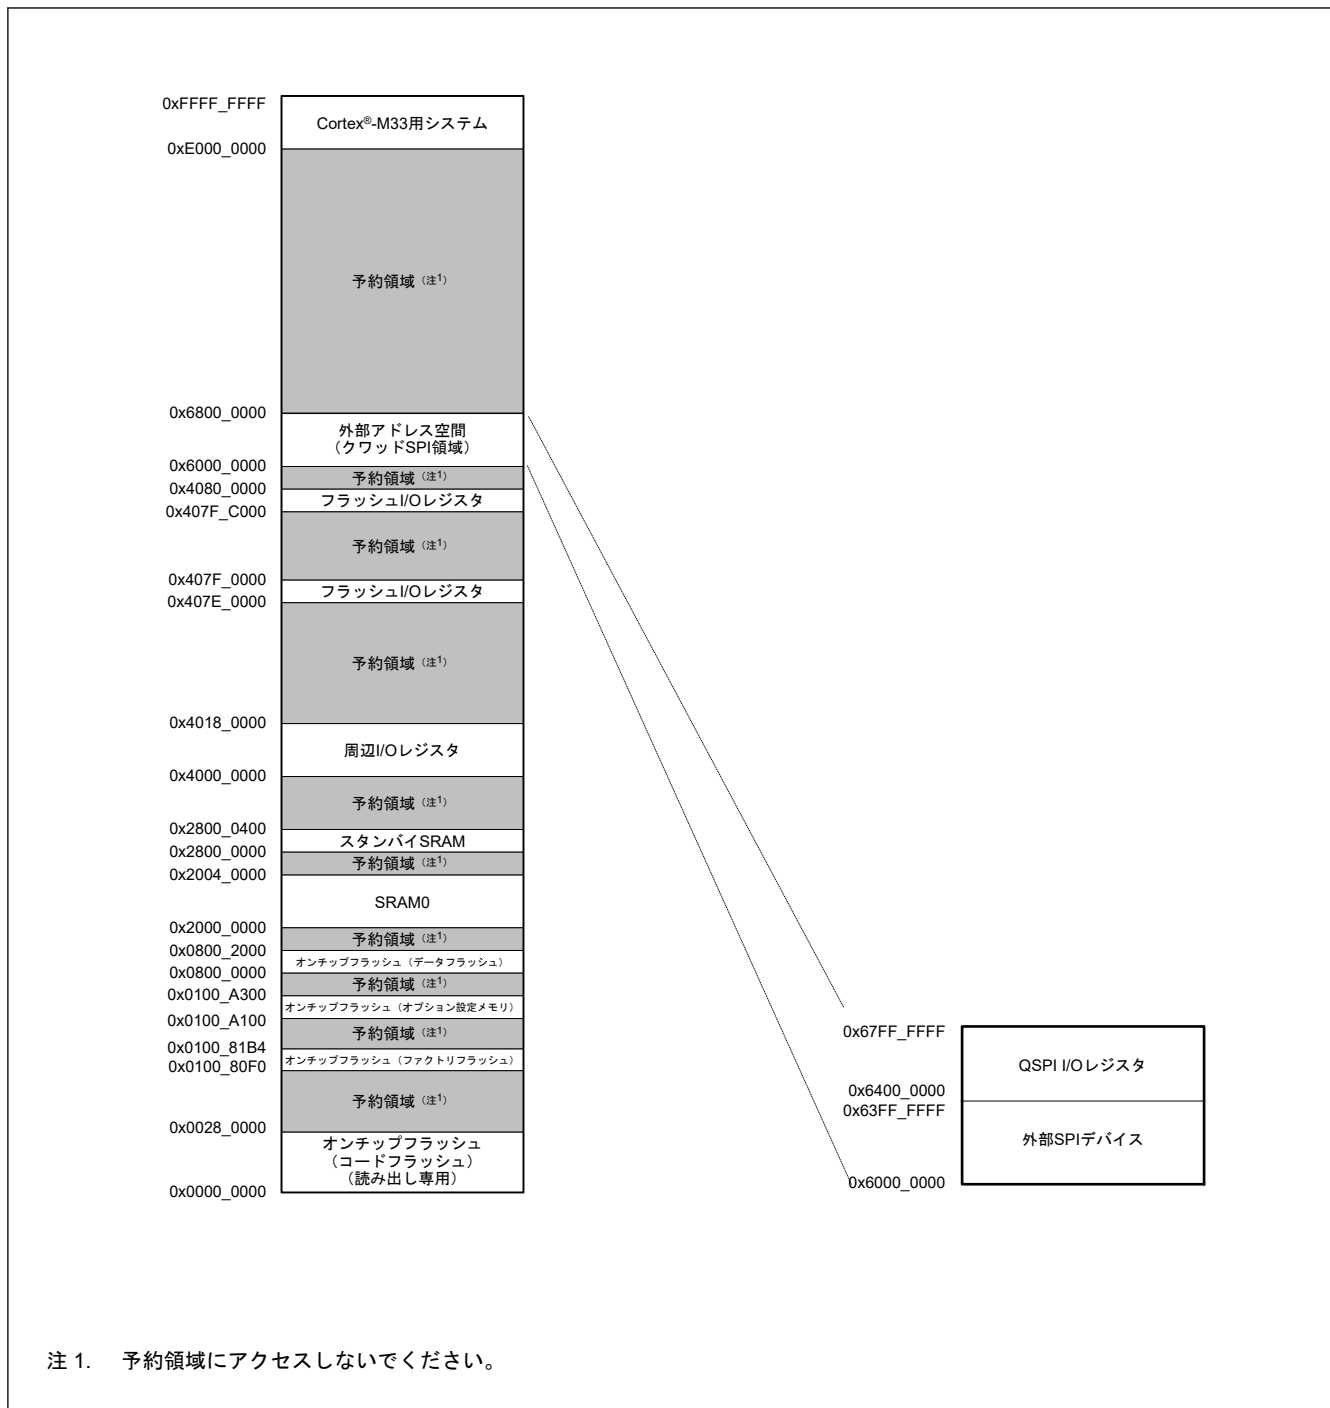 0xFFFF_FFFF
Cortex®-M33用システム
0xE000_0000
予約領域（注1）
0x6800_0000
外部アドレス空間
（クワッドSPI領域）
0x6000_0000
予約領域（注1）
0x4080_0000
フラッシュI/Oレジスタ
0x407F_C000
予約領域（注1）
0x407F_0000
フラッシュI/Oレジスタ
0x407E_0000
予約領域（注1）
0x4018_0000
周辺I/Oレジスタ
0x4000_0000
予約領域（注1）
0x2800_0400
スタンバイSRAM
0x2800_0000
予約領域（注1）
0x2004_0000
SRAM0
0x2000_0000
予約領域（注1）
0x0800_2000
オンチップフラッシュ（データフラッシュ）
0x0800_0000
予約領域（注1）
0x0100_A300
オンチップフラッシュ（オプション設定メモリ）
0x0100_A100
予約領域（注1）
0x0100_81B4
オンチップフラッシュ（ファクトリフラッシュ）
0x0100_80F0
予約領域（注1）
0x0028_0000
オンチップフラッシュ
（コードフラッシュ）
（読み出し専用）
0x0000_0000
0x67FF_FFFF
QSPI I/Oレジスタ
0x6400_0000
0x63FF_FFFF
外部SPIデバイス
0x6000_0000
注 1. 予約領域にアクセスしないでください。